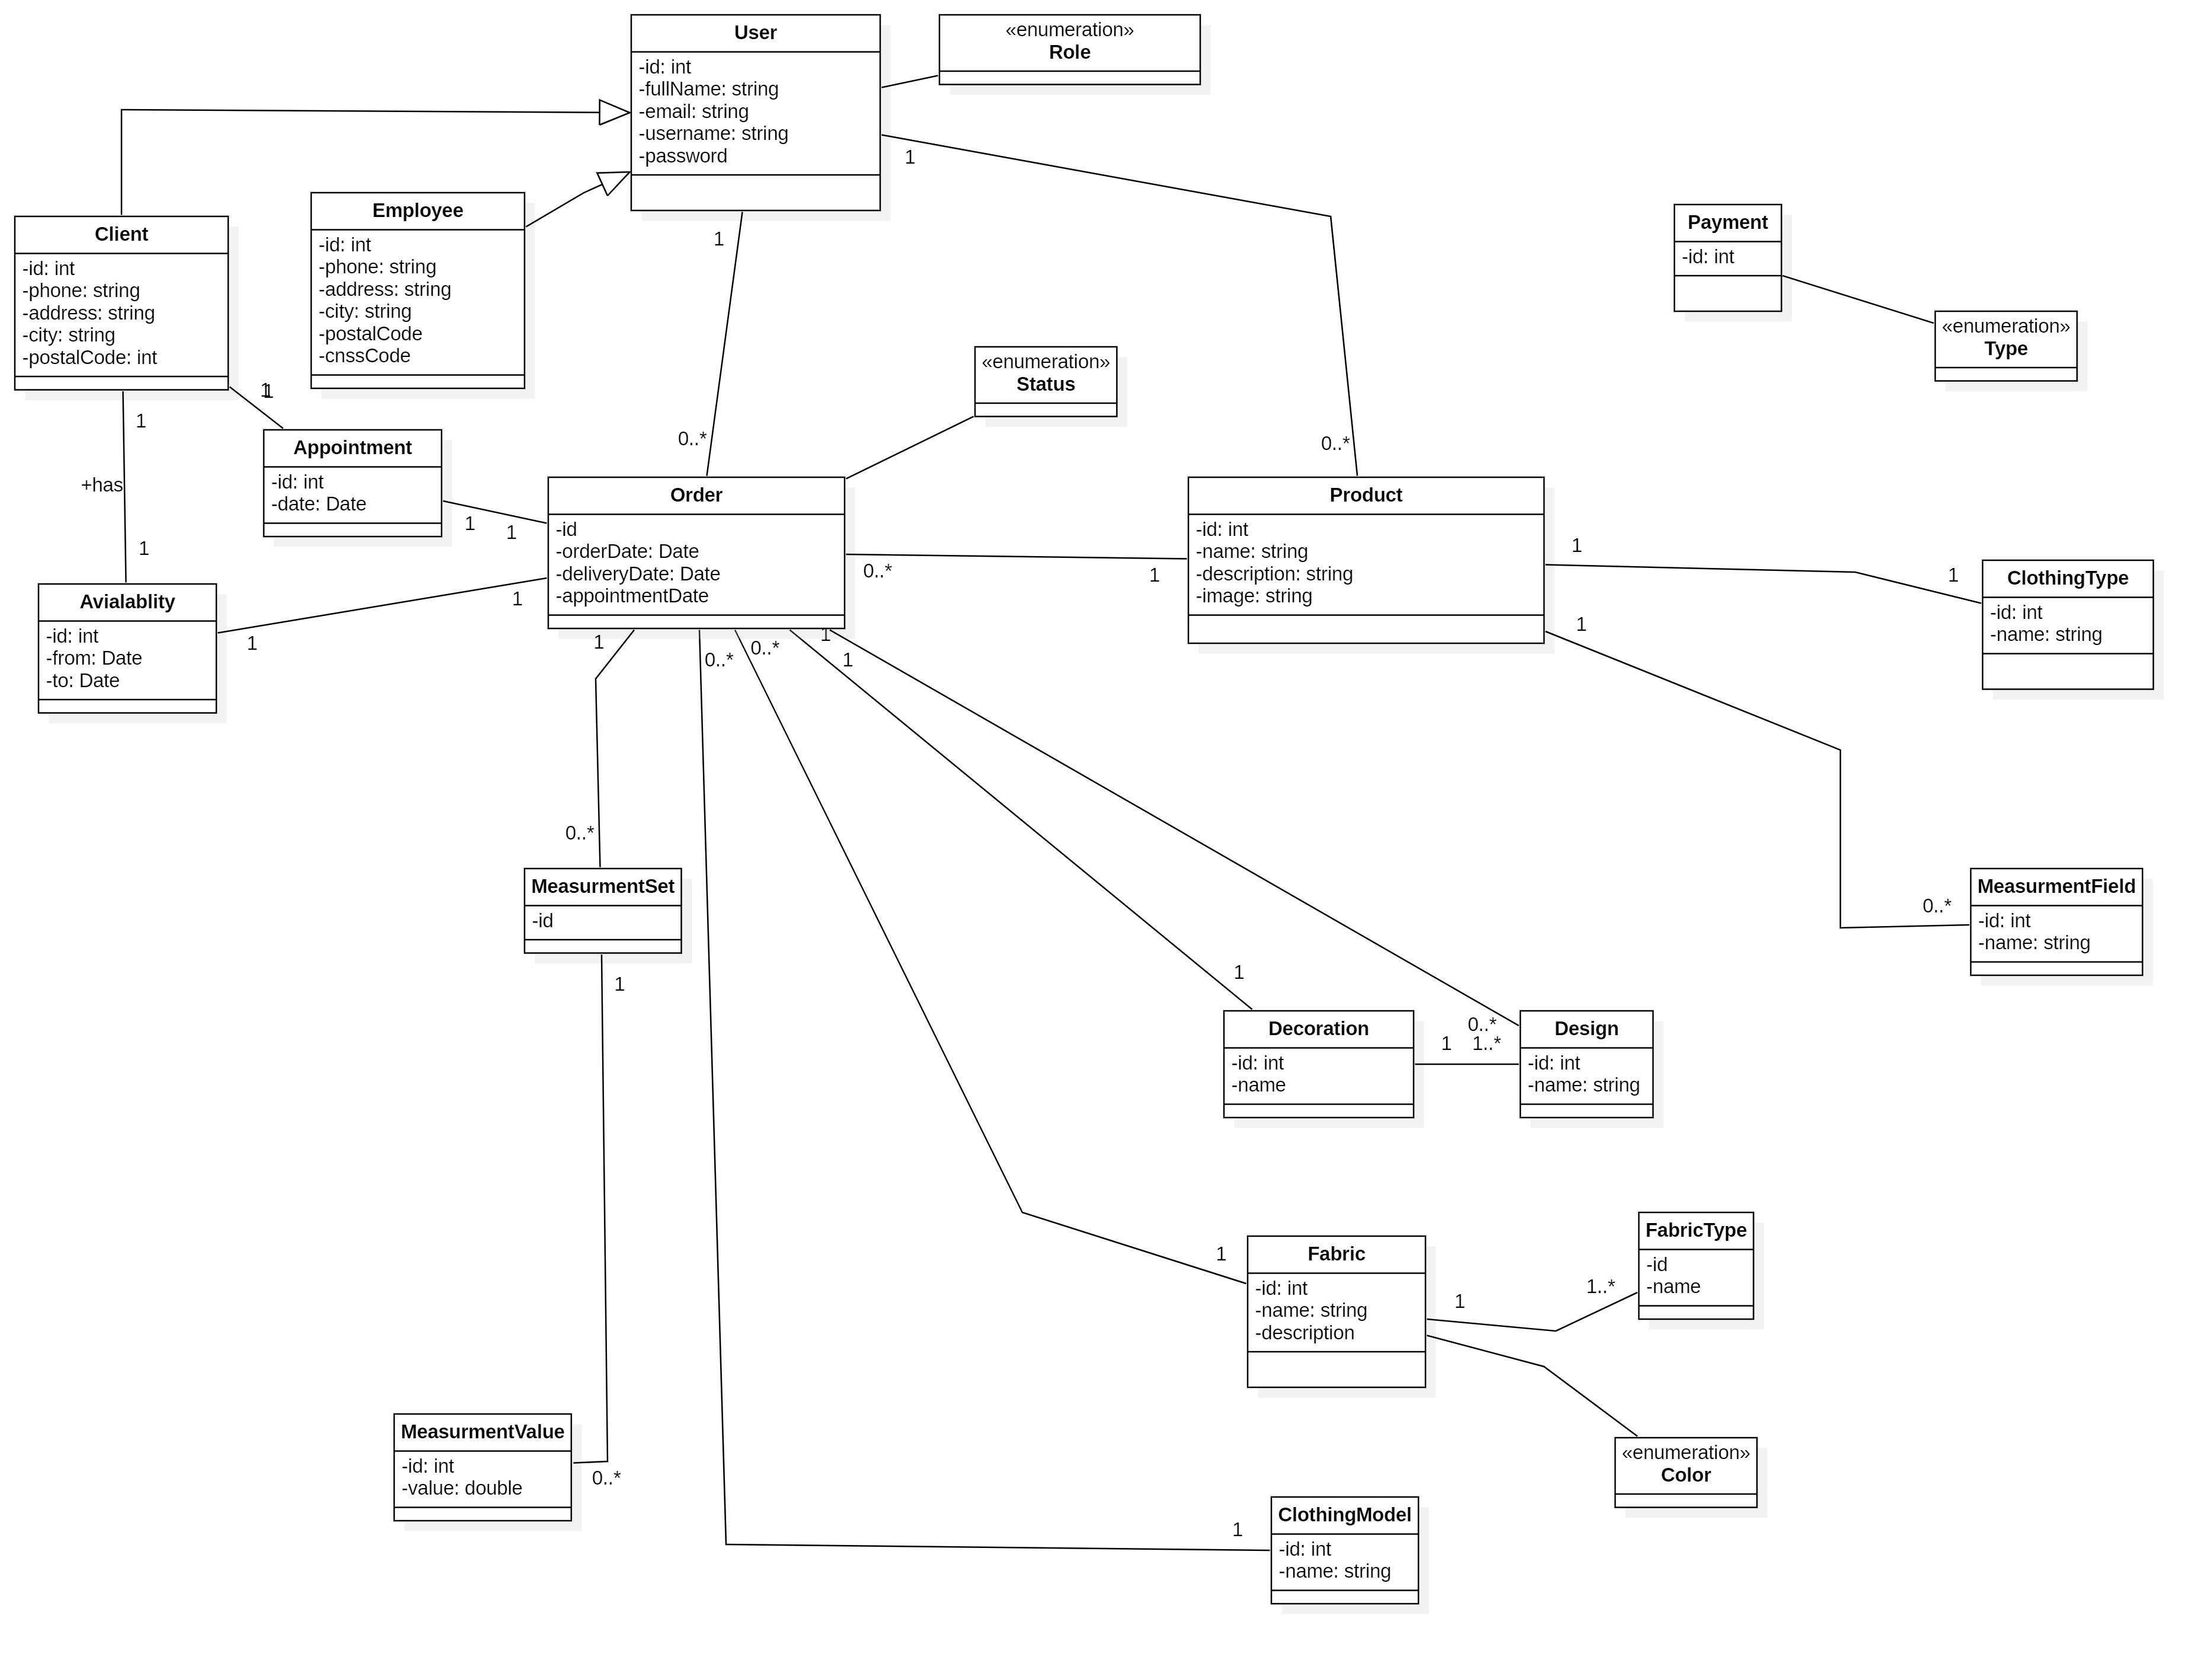 User
-id: int
-fullName: string
-email: string
-username: string
-password
«enumeration»
Role
1
1
Client
-id: int
-phone: string
-address: string
-city: string
-postalCode: int
Employee
-id: int
-phone: string
-address: string
-city: string
-postalCode
-cnssCode
Payment
-id: int
«enumeration»
Type
«enumeration»
Status
1
1
1
+has
1
Appointment
-id: int
-date: Date
1
1
0..*
0..*
Order
-id
-orderDate: Date
-deliveryDate: Date
-appointmentDate
0..*
1
Product
-id: int
-name: string
-description: string
-image: string
1
1
1
ClothingType
-id: int
-name: string
Avialablity
-id: int
-from: Date
-to: Date
1
1
1
0..*
0..*
1
1
0..*
MeasurmentSet
-id
1
0..*
MeasurmentField
-id: int
-name: string
1
Decoration
-id: int
-name
1
0..*
1..*
Design
-id: int
-name: string
1
Fabric
-id: int
-name: string
-description
1
1..*
FabricType
-id
-name
«enumeration»
Color
MeasurmentValue
-id: int
-value: double
0..*
1
ClothingModel
-id: int
-name: string